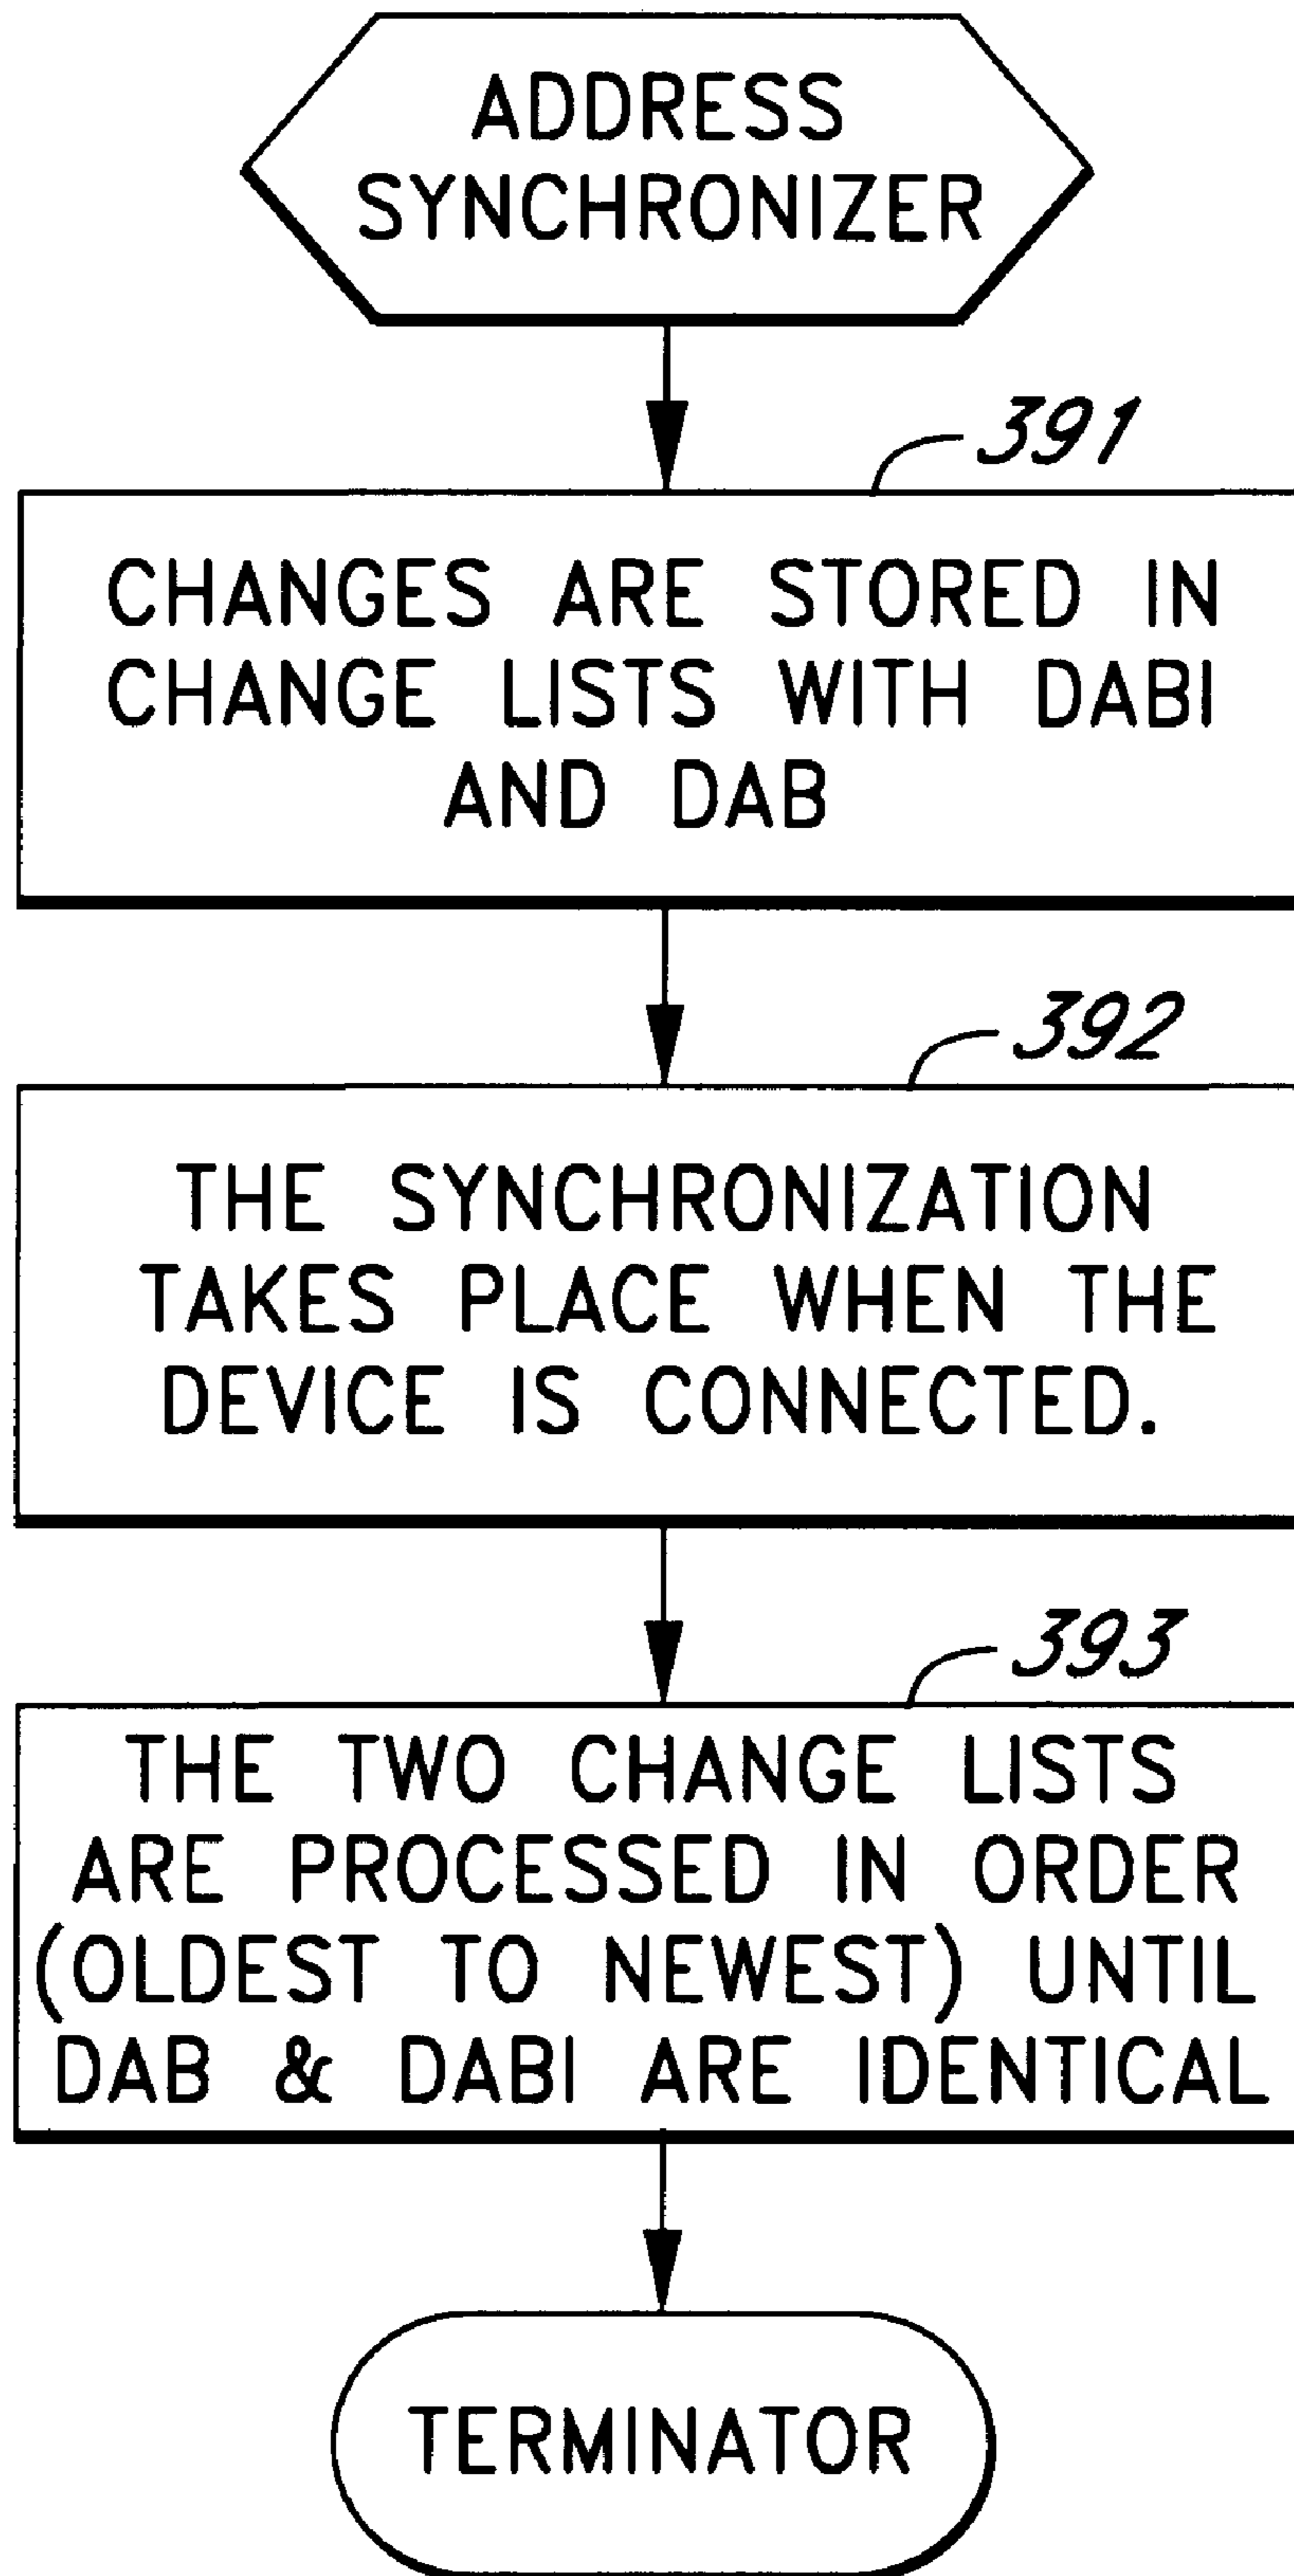 ADDRESS
SYNCHRONIZER
391
CHANGES ARE STORED IN
CHANGE LISTS WITH DABI
AND DAB
392
THE SYNCHRONIZATION
TAKES PLACE WHEN THE
DEVICE IS CONNECTED.
393
THE TWO CHANGE LISTS
ARE PROCESSED IN ORDER
(OLDEST TO NEWEST) UNTIL
DAB & DABI ARE IDENTICAL
TERMINATOR